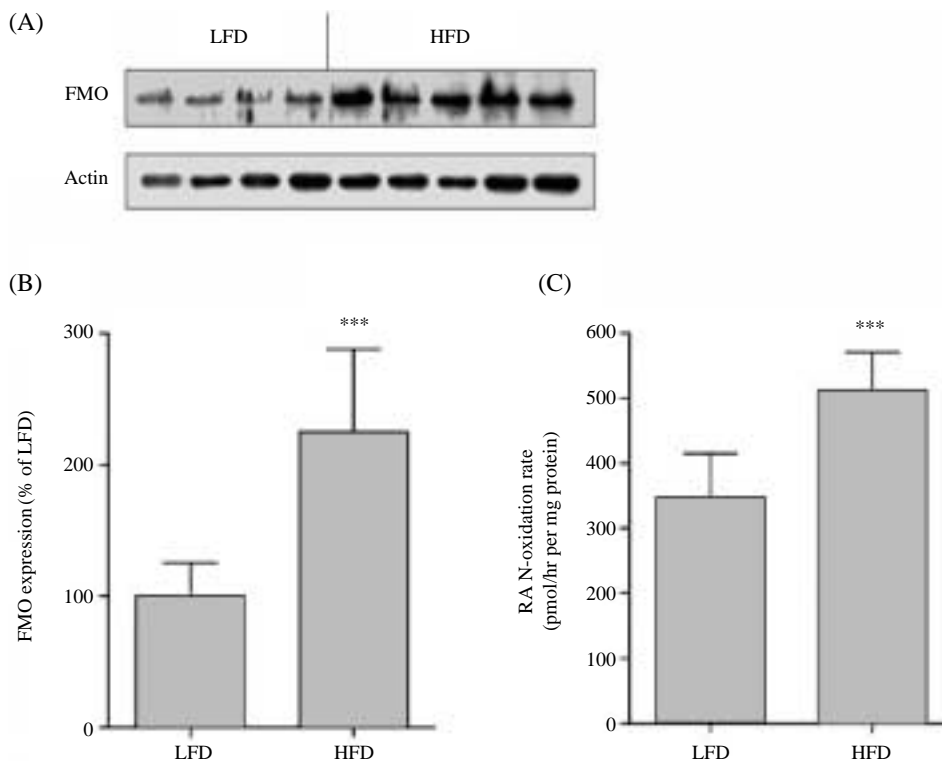 (A)
LFD HFD
FMO
Actin
(B)
FMO expression (% of LFD)
300
200
100
0
***
LFD HFD
(C)
RA N-oxidation rate
(pmol/hr per mg protein)
600
500
400
300
200
100
0
***
LFD HFD